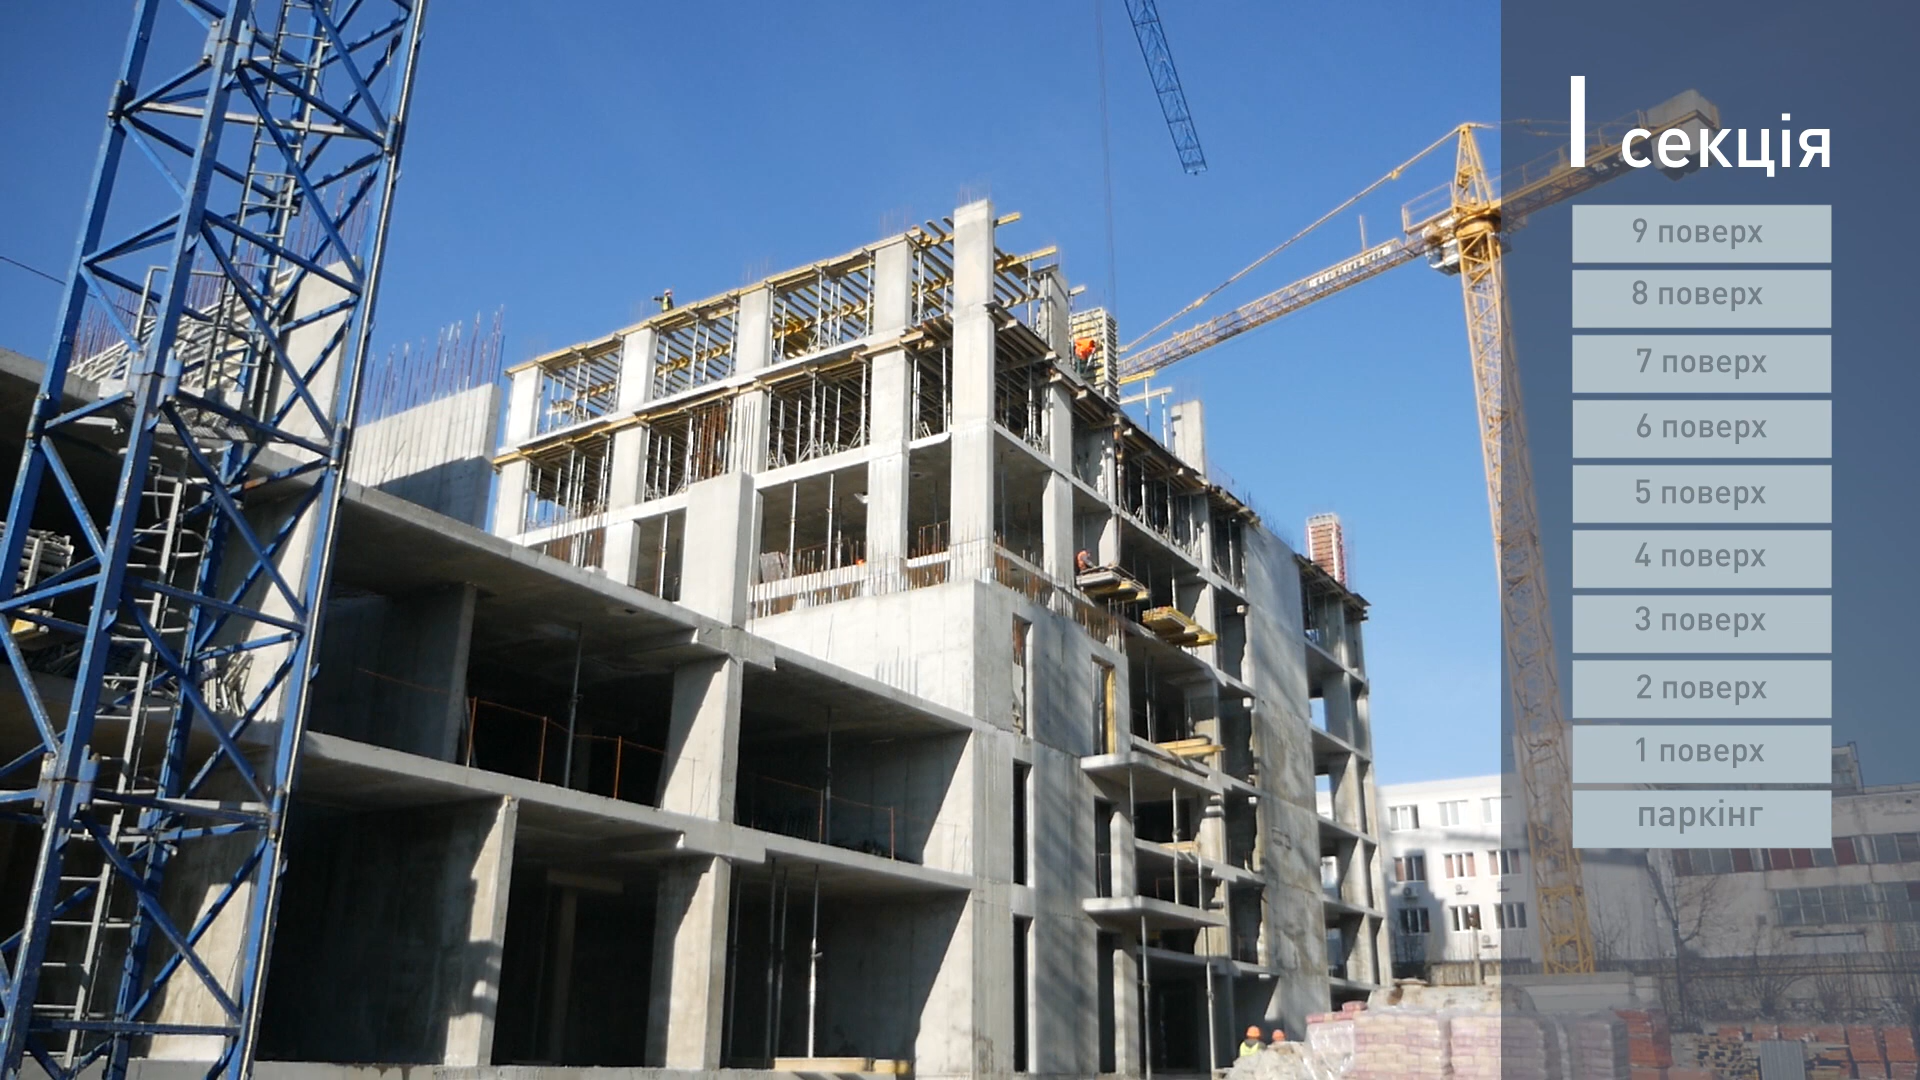 I секція
9 поверх
8 поверх
7 поверх
6 поверх
5 поверх
4 поверх
3 поверх
2 поверх
1 поверх
паркінг